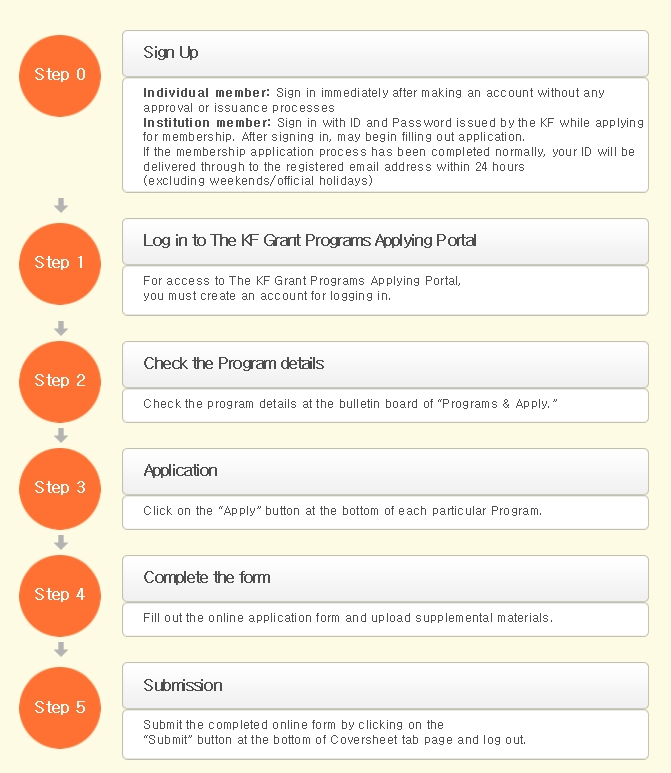 Step 0
Sign Up
Individual member: Sign in immediately after making an account without any
approval or issuance processes
Institution member: Sign in with ID and Password issued by the KF while applying
for membership. After signing in, may begin filling out application.
If the membership application process has been completed normally, your ID will be
delivered through to the registered email address within 24 hours
(excluding weekends/official holidays)
Step 1
Log in to The KF Grant Programs Applying Portal
For access to The KF Grant Programs Applying Portal,
you must create an account for logging in.
Step 2
Check the Program details
Check the program details at the bulletin board of “Programs & Apply.”
Step 3
Application
Click on the “Apply” button at the bottom of each particular Program.
Step 4
Complete the form
Fill out the online application form and upload supplemental materials.
Step 5
Submission
Submit the completed online form by clicking on the
“Submit” button at the bottom of Coversheet tab page and log out.